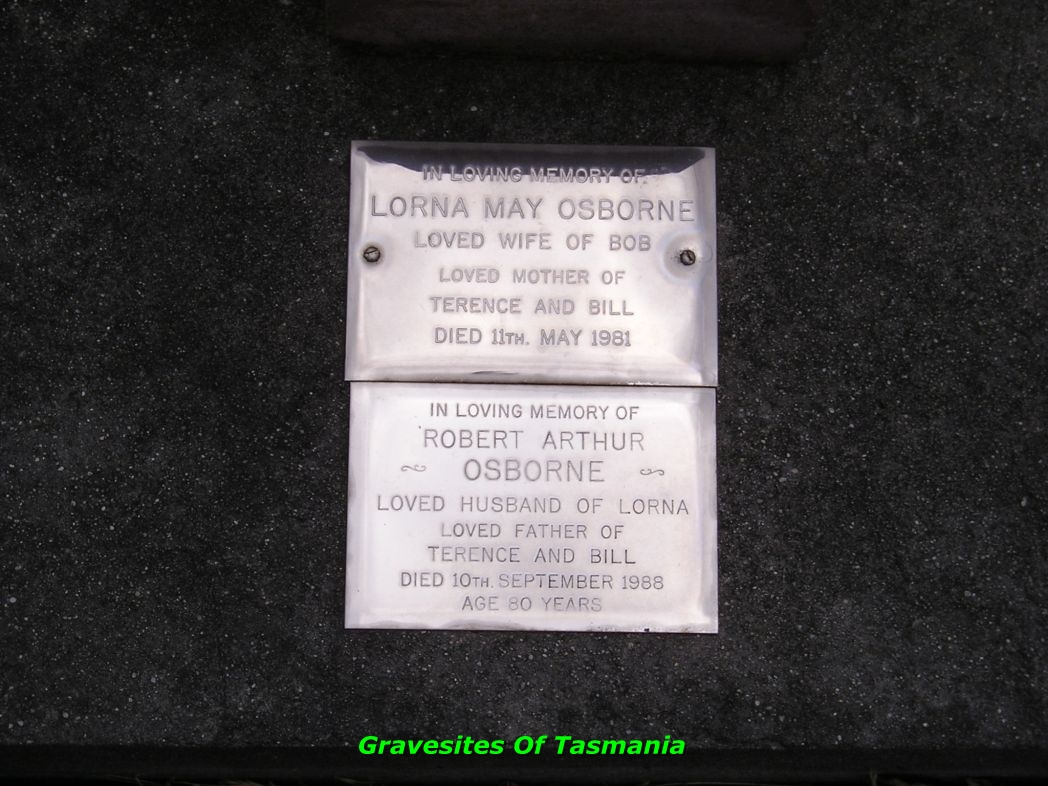 IN LOVING MEMORY OF
LORNA MAY OSBORNE
LOVED WIFE OF BOB
LOVED MOTHER OF
TERENCE AND BILL
DIED 11TH. MAY 1981
IN LOVING MEMORY OF
ROBERT ARTHUR
OSBORNE
LOVED HUSBAND OF LORNA
LOVED FATHER OF
TERENCE AND BILL
DIED 10TH. SEPTEMBER 1988
AGE 80 YEARS
Gravesites Of Tasmania